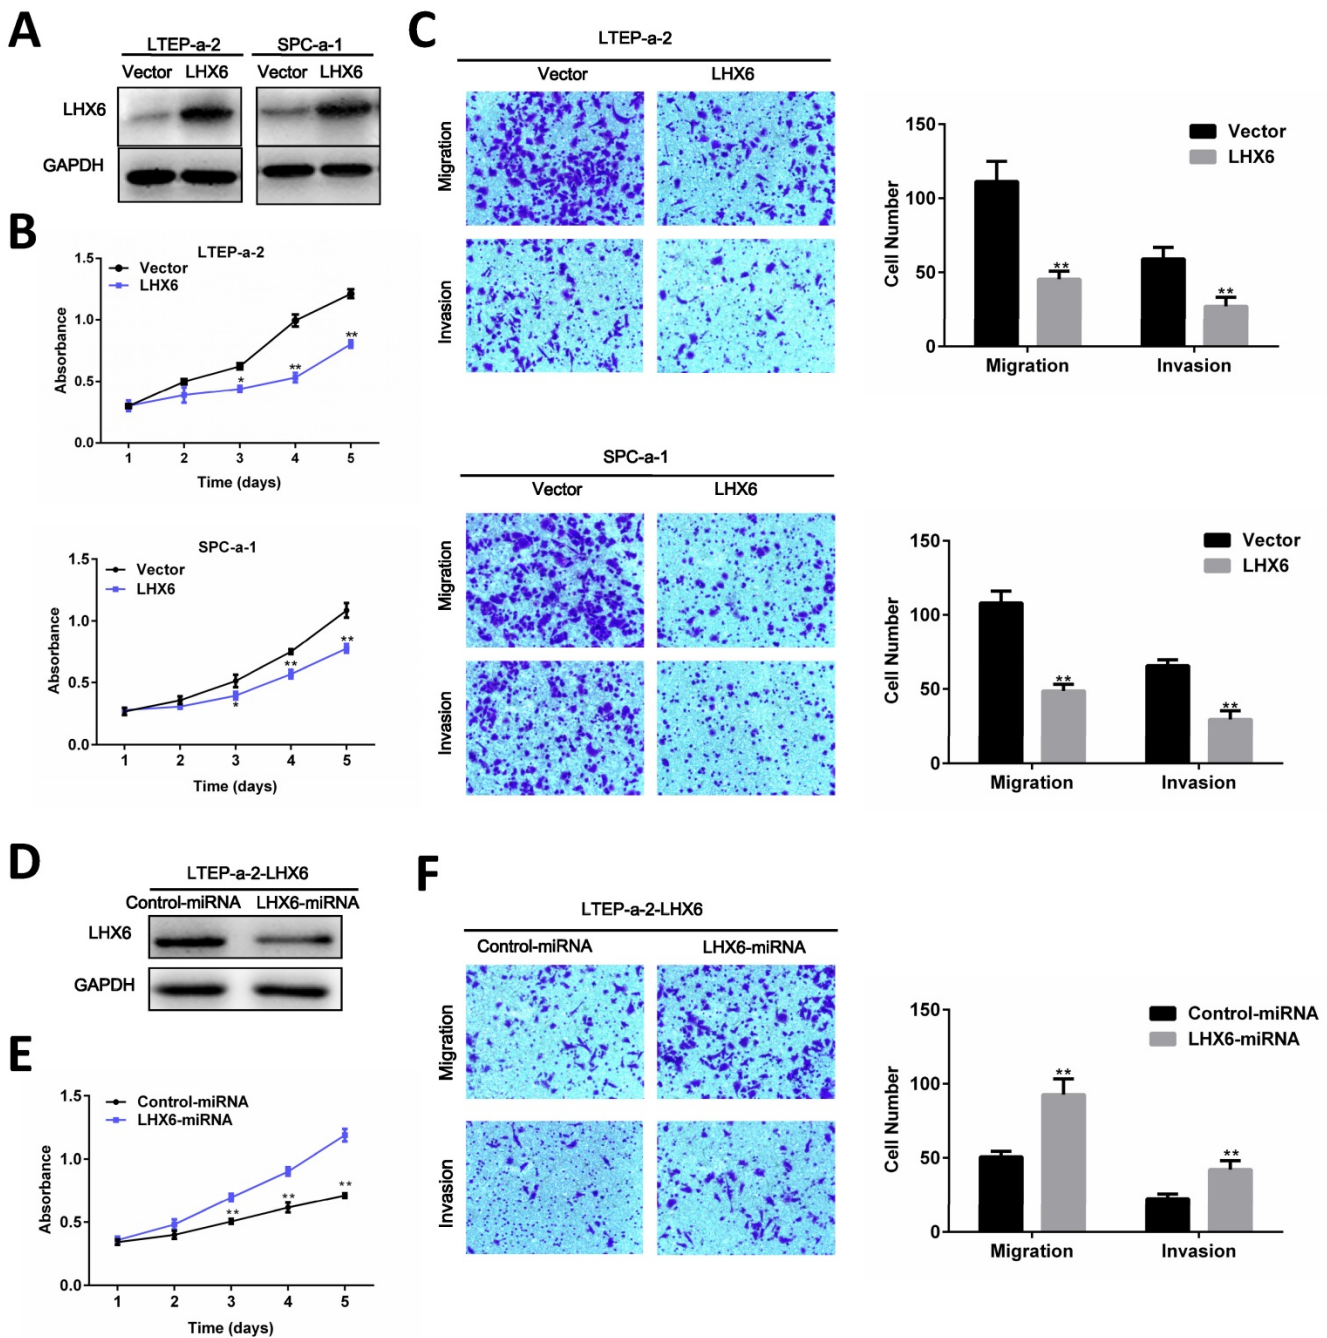 A
LTEP-a-2 SPC-a-1
Vector LHX6 Vector LHX6
LHX6
GAPDH
B
LTEP-a-2
Vector
LHX6
1.5
1.0
0.5
0.0
Absorbance
*
**
**
1 2 3 4 5
Time (days)
SPC-a-1
Vector
LHX6
1.5
1.0
0.5
0.0
Absorbance
*
**
**
1 2 3 4 5
Time (days)
C
LTEP-a-2
Vector LHX6
Migration
Invasion
150
100
50
0
Cell Number
Vector
LHX6
**
**
Migration Invasion
SPC-a-1
Vector LHX6
Migration
Invasion
150
100
50
0
Cell Number
Vector
LHX6
**
**
Migration Invasion
D
LTEP-a-2-LHX6
Control-miRNA LHX6-miRNA
LHX6
GAPDH
E
Control-miRNA
LHX6-miRNA
1.5
1.0
0.5
0.0
Absorbance
**
**
**
1 2 3 4 5
Time (days)
F
LTEP-a-2-LHX6
Control-miRNA LHX6-miRNA
Migration
Invasion
150
100
50
0
Cell Number
Control-miRNA
LHX6-miRNA
**
**
Migration Invasion